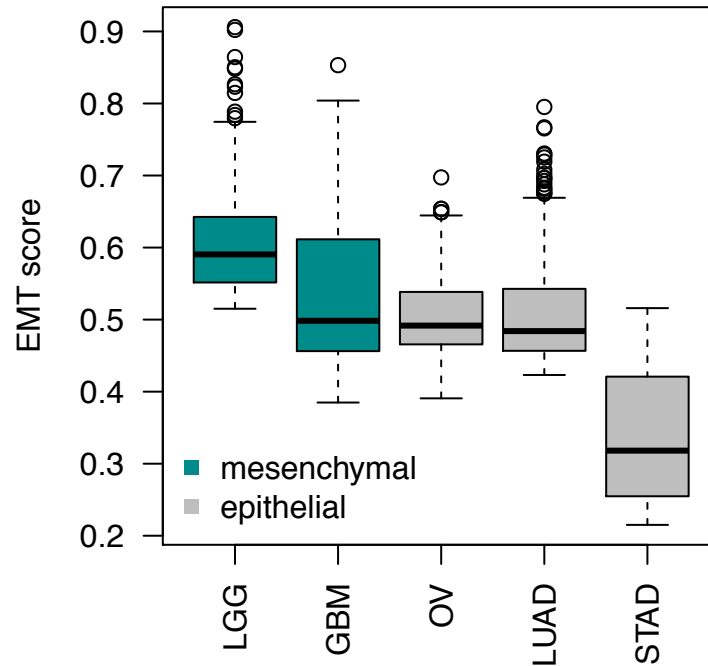 EMT score
0.9
0.8
0.7
0.6
0.5
0.4
0.3
0.2
mesenchymal
epithelial
LGG
GBM
OV
LUAD
STAD